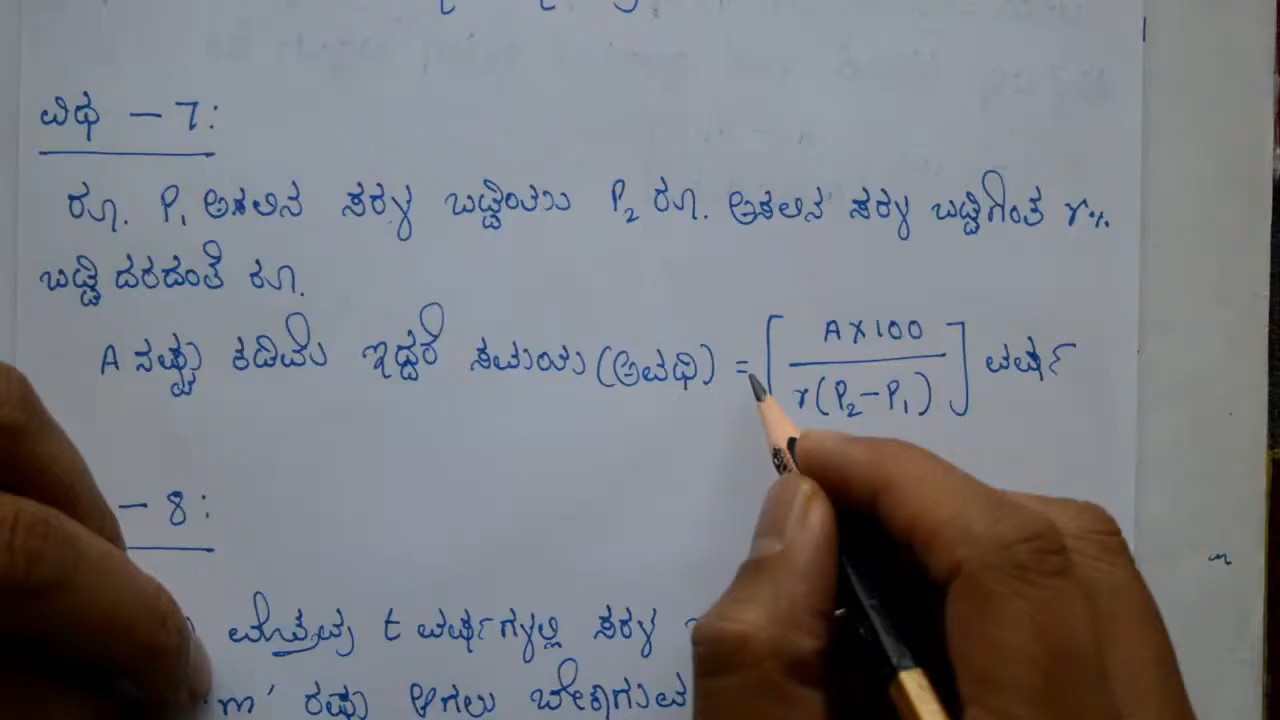 ವಿಧ – 7:
ರೂ. P₁ ಅಸಲಿನ ಸರಳ ಬಡ್ಡಿಯು P₂ ರೂ. ಅಸಲಿನ ಸರಳ ಬಡ್ಡಿಗಿಂತ r%
ಬಡ್ಡಿ ದರದಂತೆ ರೂ.
A ನಷ್ಟು ಕಡಿಮೆ ಇದ್ದರೆ ಸಮಯ (ಅವಧಿ) = [ A×100 / r(P₂–P₁) ] ವರ್ಷ
– 8:
ಮೊತ್ತವು t ವರ್ಷಗಳಲ್ಲಿ ಸರಳ
m' ರಷ್ಟು ಆಗಲು ಬೇಕಾಗುವ